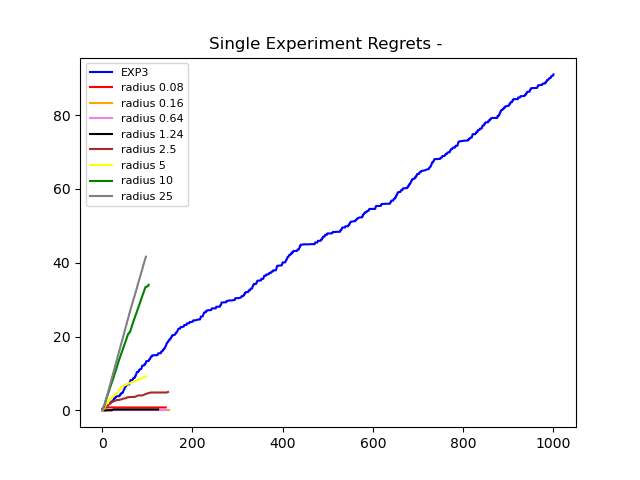 Single Experiment Regrets -
EXP3
radius 0.08
radius 0.16
radius 0.64
radius 1.24
radius 2.5
radius 5
radius 10
radius 25
80
60
40
20
0
0 200 400 600 800 1000